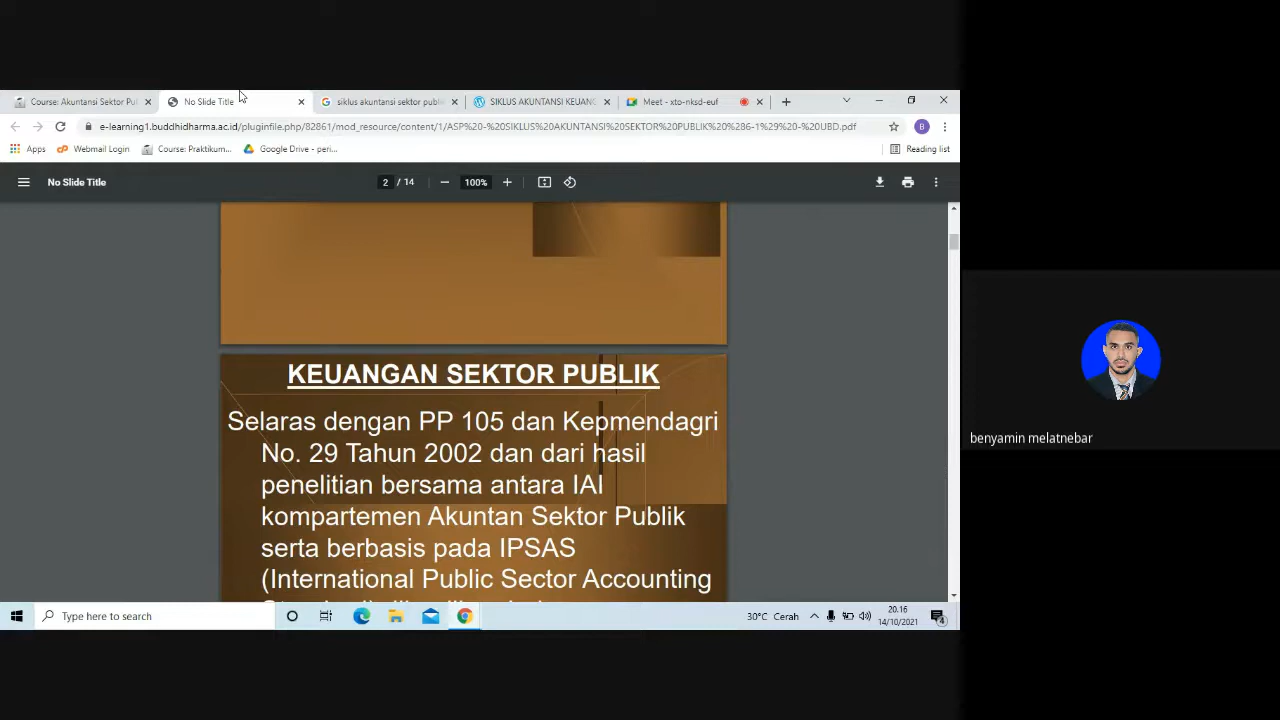 Course: Akuntansi Sektor Pul
No Slide Title
siklus akuntansi sektor publi
SIKLUS AKUNTANSI KEUANG
Meet - xto-nksd-euf
e-learning1.buddhidharma.ac.id/pluginfile.php/82861/mod_resource/content/1/ASP%20-%20SIKLUS%20AKUNTANSI%20SEKTOR%20PUBLIK%20%286-1%29%20-%20UBD.pdf
B
Apps
Webmail Login
Course: Praktikum...
Google Drive - peri...
Reading list
No Slide Title
2 / 14
100%
KEUANGAN SEKTOR PUBLIK
Selaras dengan PP 105 dan Kepmendagri
No. 29 Tahun 2002 dan dari hasil
penelitian bersama antara IAI
kompartemen Akuntan Sektor Publik
serta berbasis pada IPSAS
(International Public Sector Accounting
benyamin melatnebar
Type here to search
30°C Cerah
20.16
14/10/2021
4